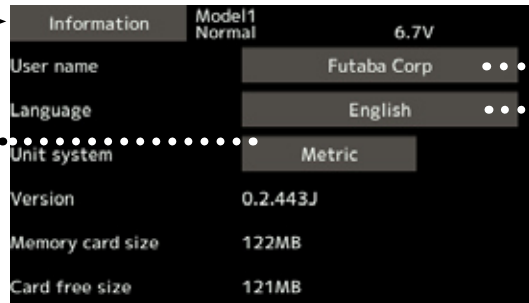 Information Model1
Normal 6.7V
User name Futaba Corp
Language English
Unit system Metric
Version 0.2.443J
Memory card size 122MB
Card free size 121MB